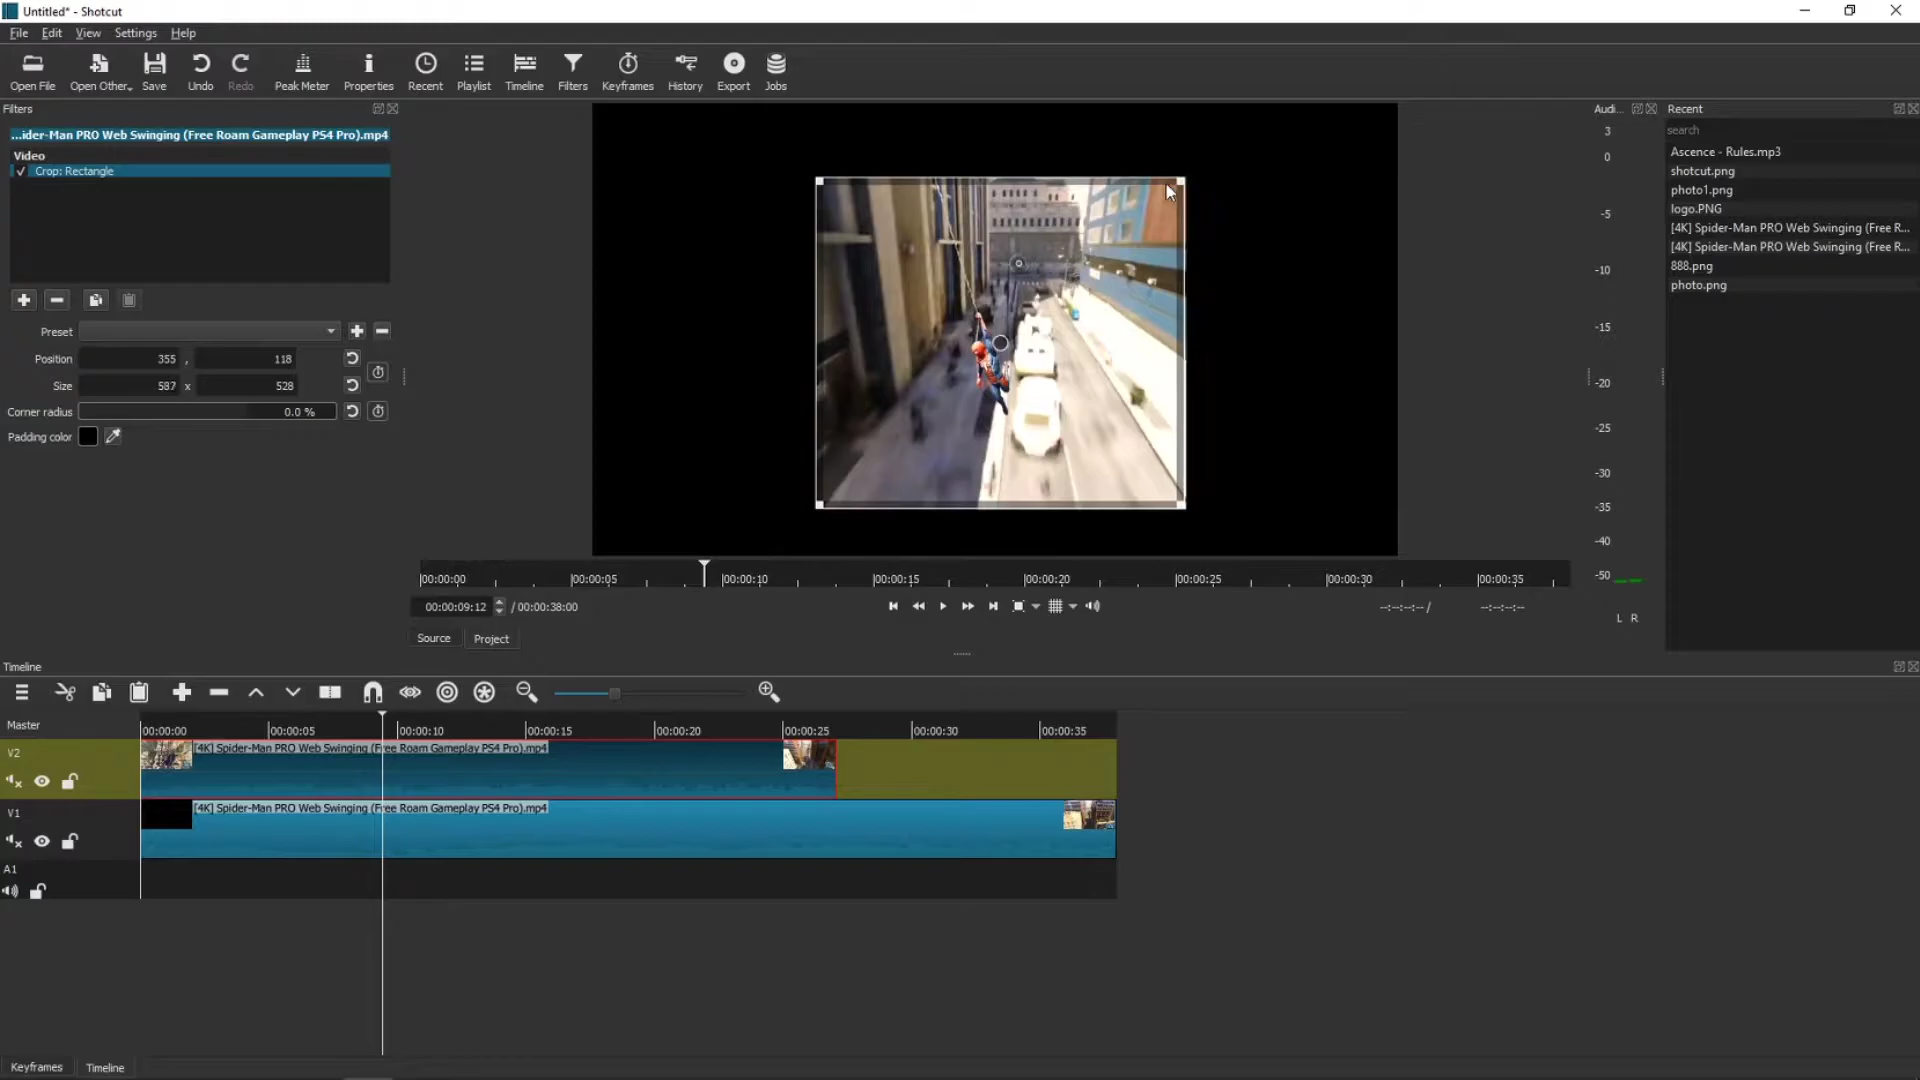 Untitled* - Shotcut
File Edit View Settings Help
Open File Open Other... Save Undo Redo Peak Meter Properties Recent Playlist Timeline Filters Keyframes History Export Jobs
Filters
...ider-Man PRO Web Swinging (Free Roam Gameplay PS4 Pro).mp4
Video
✓ Crop: Rectangle
Preset
Position 355 , 118
Size 587 x 528
Corner radius 0.0 %
Padding color
Audi...
3
0
-5
-10
-15
-20
-25
-30
-35
-40
-50
L R
Recent
search
Ascence - Rules.mp3
shotcut.png
photo1.png
logo.PNG
[4K] Spider-Man PRO Web Swinging (Free R...
[4K] Spider-Man PRO Web Swinging (Free R...
888.png
photo.png
00:00:00 00:00:05 00:00:10 00:00:15 00:00:20 00:00:25 00:00:30 00:00:35
00:00:09:12 / 00:00:38:00 --:--:--:-- / --:--:--:--
Source Project
Timeline
Master 00:00:00 00:00:05 00:00:10 00:00:15 00:00:20 00:00:25 00:00:30 00:00:35
V2 [4K] Spider-Man PRO Web Swinging (Free Roam Gameplay PS4 Pro).mp4
V1 [4K] Spider-Man PRO Web Swinging (Free Roam Gameplay PS4 Pro).mp4
A1
Keyframes Timeline